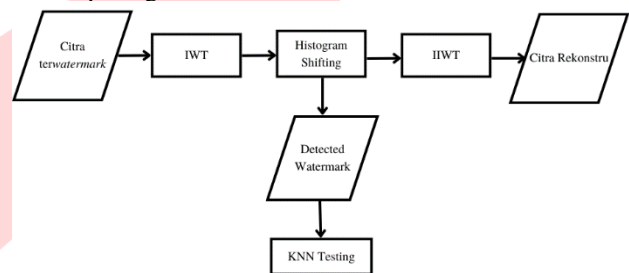 Citra
terwatermark
IWT
Histogram
Shifting
IIWT
Citra Rekonstru
Detected
Watermark
KNN Testing